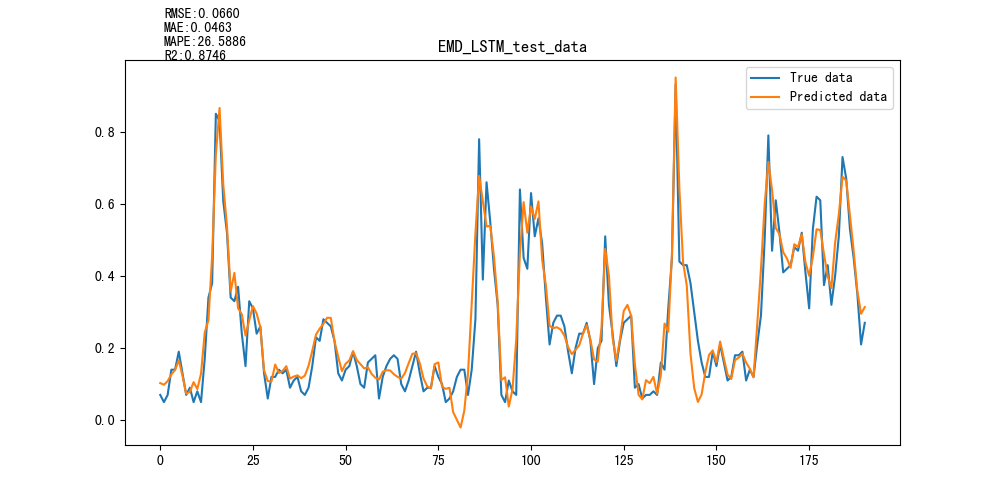 RMSE:0.0660
MAE:0.0463
MAPE:26.5886
R2:0.8746
EMD_LSTM_test_data
True data
Predicted data
0.8
0.6
0.4
0.2
0.0
0 25 50 75 100 125 150 175